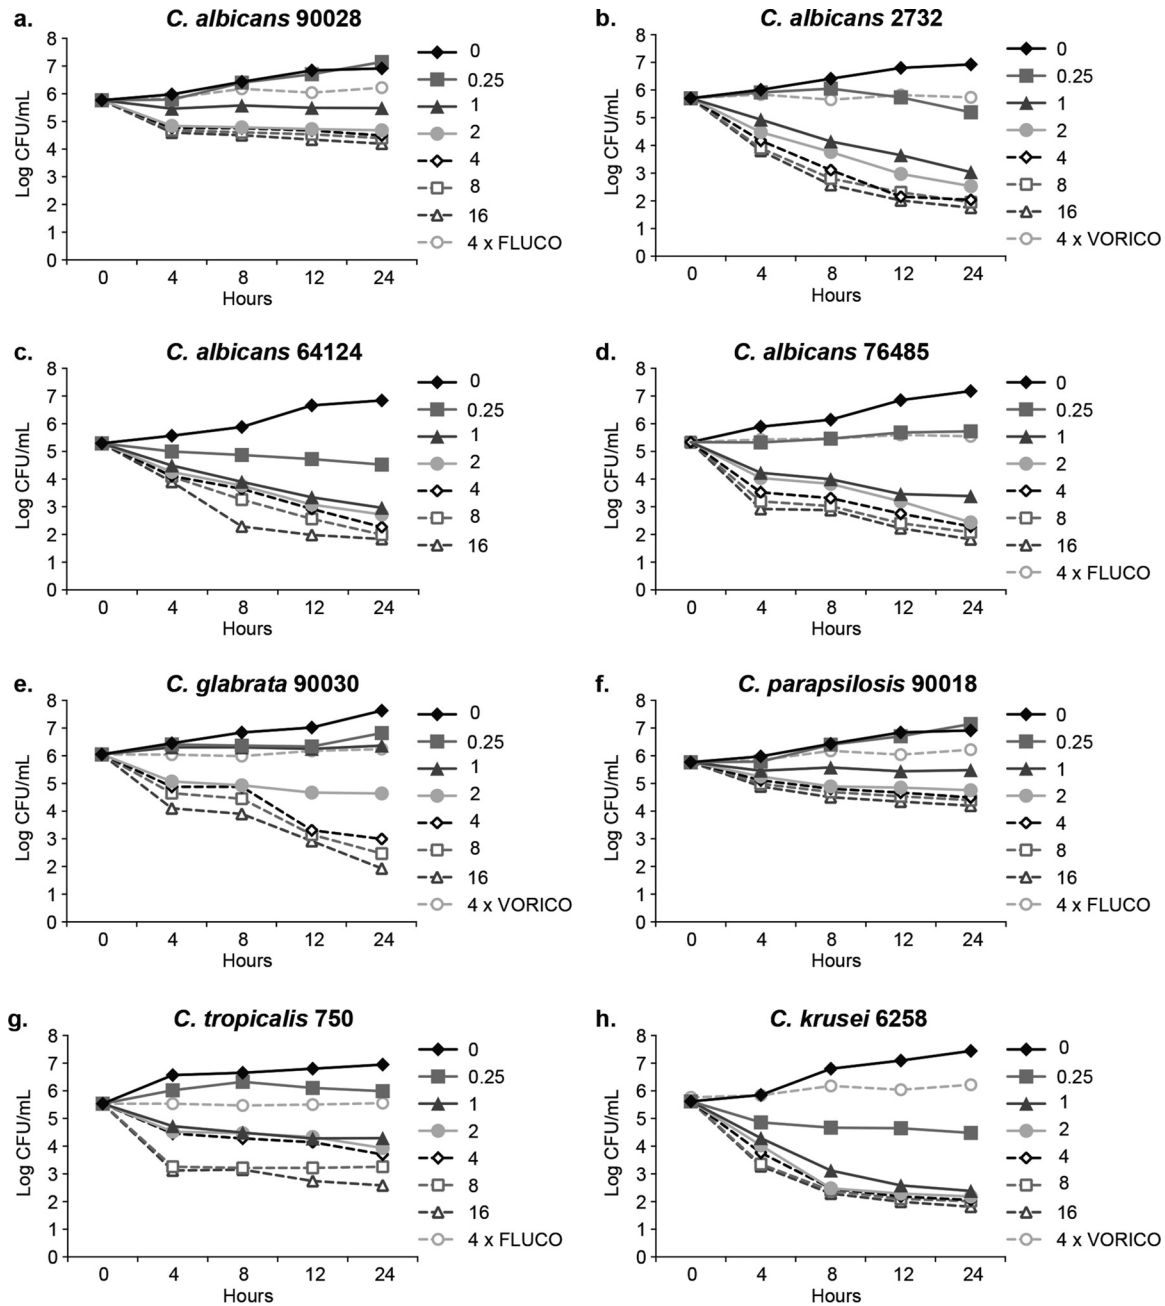 a.
C. albicans 90028
Log CFU/mL
8
7
6
5
4
3
2
1
0
0 4 8 12 24
Hours
0
0.25
1
2
4
8
16
4 x FLUCO
b.
C. albicans 2732
Log CFU/mL
8
7
6
5
4
3
2
1
0
0 4 8 12 24
Hours
0
0.25
1
2
4
8
16
4 x VORICO
c.
C. albicans 64124
Log CFU/mL
8
7
6
5
4
3
2
1
0
0 4 8 12 24
Hours
0
0.25
1
2
4
8
16
d.
C. albicans 76485
Log CFU/mL
8
7
6
5
4
3
2
1
0
0 4 8 12 24
Hours
0
0.25
1
2
4
8
16
4 x FLUCO
e.
C. glabrata 90030
Log CFU/mL
8
7
6
5
4
3
2
1
0
0 4 8 12 24
Hours
0
0.25
1
2
4
8
16
4 x VORICO
f.
C. parapsilosis 90018
Log CFU/mL
8
7
6
5
4
3
2
1
0
0 4 8 12 24
Hours
0
0.25
1
2
4
8
16
4 x FLUCO
g.
C. tropicalis 750
Log CFU/mL
8
7
6
5
4
3
2
1
0
0 4 8 12 24
Hours
0
0.25
1
2
4
8
16
4 x FLUCO
h.
C. krusei 6258
Log CFU/mL
8
7
6
5
4
3
2
1
0
0 4 8 12 24
Hours
0
0.25
1
2
4
8
16
4 x VORICO